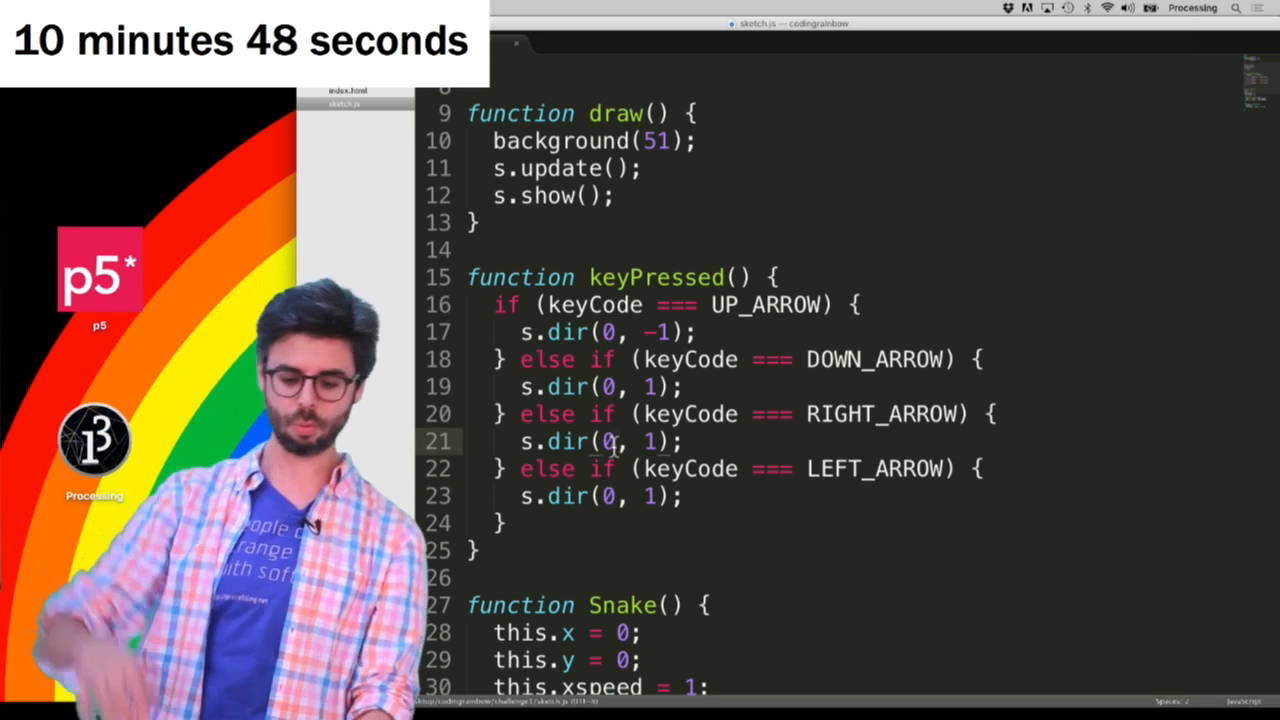 10 minutes 48 seconds
Processing
sketch.js — codingrainbow
index.html
sketch.js
8
9 function draw() {
10 background(51);
11 s.update();
12 s.show();
13 }
14
15 function keyPressed() {
16 if (keyCode === UP_ARROW) {
17 s.dir(0, -1);
18 } else if (keyCode === DOWN_ARROW) {
19 s.dir(0, 1);
20 } else if (keyCode === RIGHT_ARROW) {
21 s.dir(0, 1);
22 } else if (keyCode === LEFT_ARROW) {
23 s.dir(0, 1);
24 }
25 }
26
27 function Snake() {
28 this.x = 0;
29 this.y = 0;
30 this.xspeed = 1;
p5*
p5
Processing
people
with
JavaScript